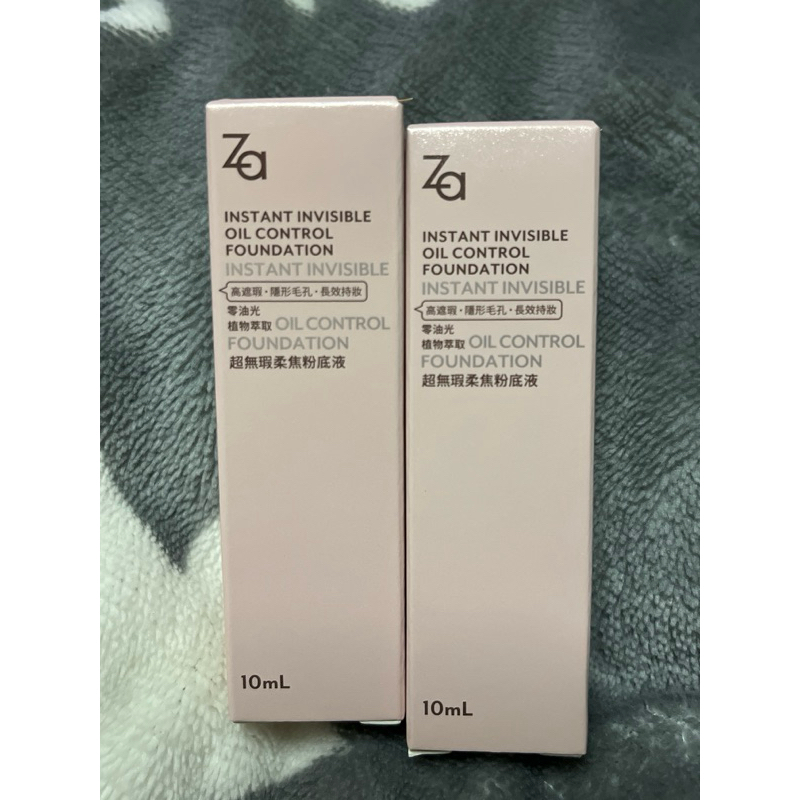 Za
INSTANT INVISIBLE
OIL CONTROL
FOUNDATION
INSTANT INVISIBLE
高遮瑕・隱形毛孔・長效持妝
零油光
植物萃取 OIL CONTROL
FOUNDATION
超無瑕柔焦粉底液
10mL
Za
INSTANT INVISIBLE
OIL CONTROL
FOUNDATION
INSTANT INVISIBLE
高遮瑕・隱形毛孔・長效持妝
零油光
植物萃取 OIL CONTROL
FOUNDATION
超無瑕柔焦粉底液
10mL